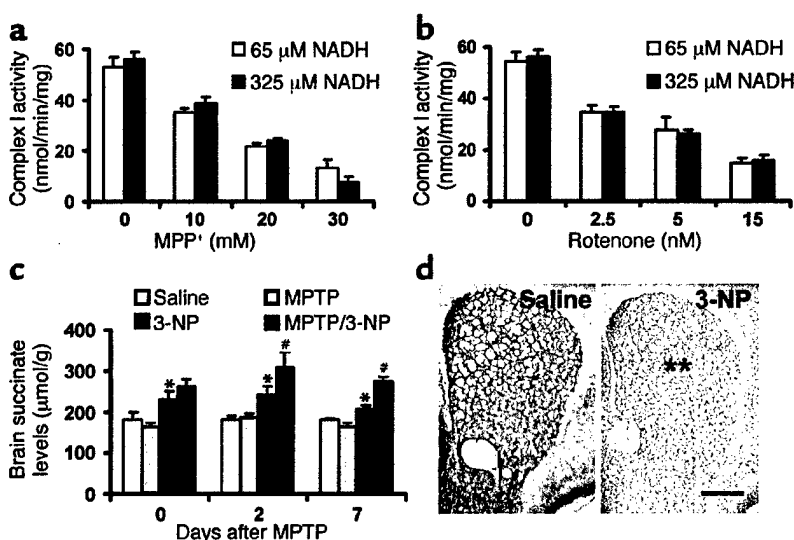 a
Complex I activity
(nmol/min/mg)
60
40
20
0
65 μM NADH
325 μM NADH
0 10 20 30
MPP⁺ (mM)
b
Complex I activity
(nmol/min/mg)
60
40
20
0
65 μM NADH
325 μM NADH
0 2.5 5 15
Rotenone (nM)
c
Saline MPTP
3-NP MPTP/3-NP
Brain succinate
levels (μmol/g)
400
300
200
100
0
* * # * #
0 2 7
Days after MPTP
d
Saline 3-NP
**